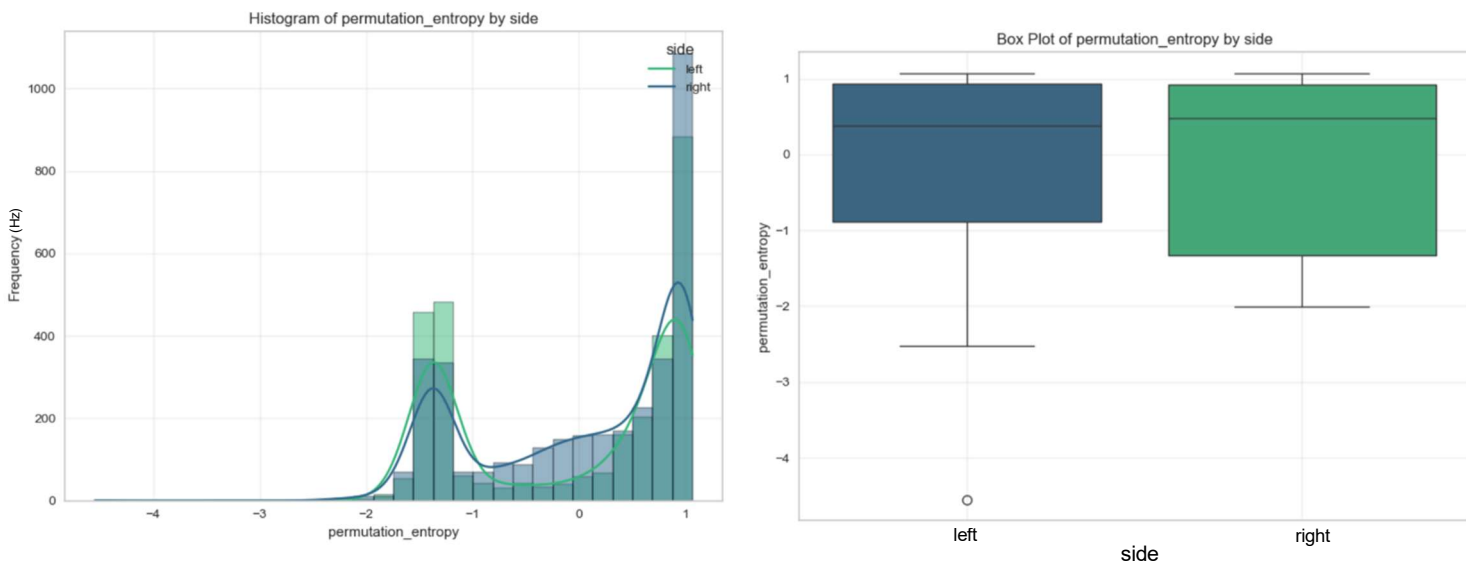 Histogram of permutation_entropy by side
side
left
right
1000
800
600
400
200
0
Frequency (Hz)
−4
−3
−2
−1
0
1
permutation_entropy
Box Plot of permutation_entropy by side
1
0
−1
−2
−3
−4
permutation_entropy
left
right
side